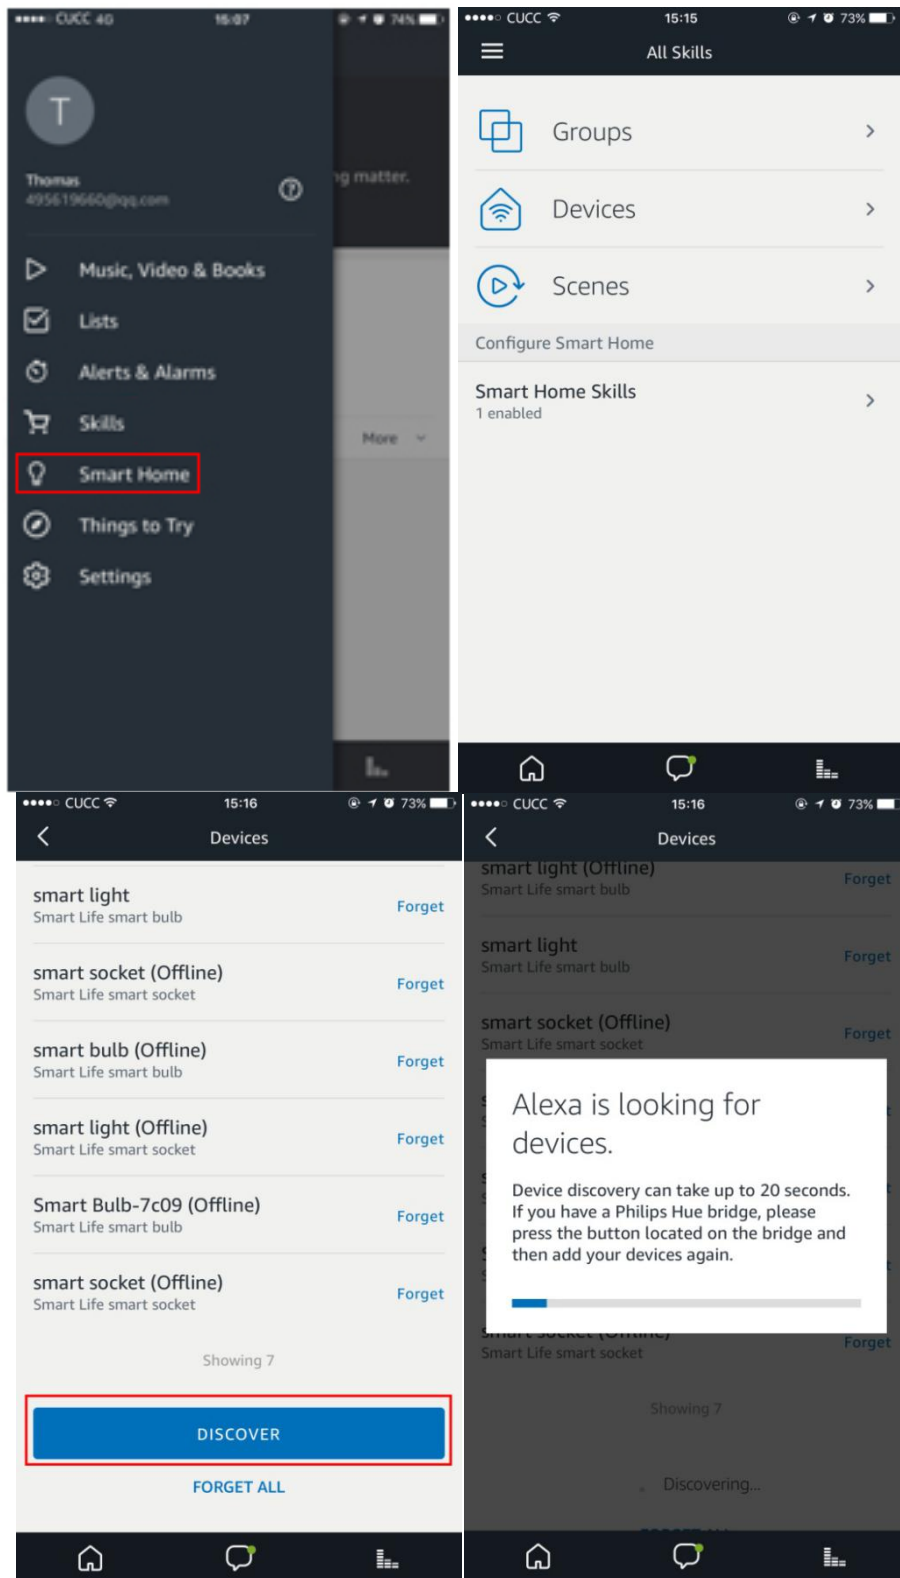 CUCC 4G 15:07 74%
T
Thomas
495619660@qq.com
ng matter.
Music, Video & Books
Lists
Alerts & Alarms
Skills
More
Smart Home
Things to Try
Settings
CUCC 15:15 73%
All Skills
Groups
Devices
Scenes
Configure Smart Home
Smart Home Skills
1 enabled
CUCC 15:16 73%
Devices
smart light
Smart Life smart bulb
Forget
smart socket (Offline)
Smart Life smart socket
Forget
smart bulb (Offline)
Smart Life smart bulb
Forget
smart light (Offline)
Smart Life smart socket
Forget
Smart Bulb-7c09 (Offline)
Smart Life smart bulb
Forget
smart socket (Offline)
Smart Life smart socket
Forget
Showing 7
DISCOVER
FORGET ALL
CUCC 15:16 73%
Devices
smart light (Offline)
Smart Life smart bulb
Forget
smart light
Smart Life smart bulb
Forget
smart socket (Offline)
Smart Life smart socket
Forget
Alexa is looking for
devices.
Device discovery can take up to 20 seconds.
If you have a Philips Hue bridge, please
press the button located on the bridge and
then add your devices again.
smart socket (Offline)
Smart Life smart socket
Forget
Showing 7
Discovering...